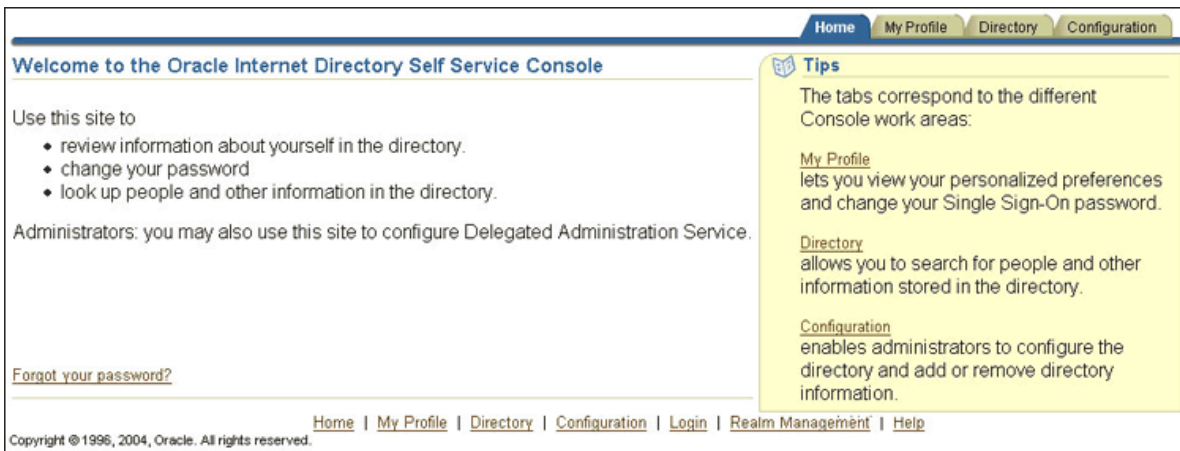 Home My Profile Directory Configuration
Welcome to the Oracle Internet Directory Self Service Console
Use this site to
• review information about yourself in the directory.
• change your password
• look up people and other information in the directory.
Administrators: you may also use this site to configure Delegated Administration Service.
Forgot your password?
Tips
The tabs correspond to the different
Console work areas:
My Profile
lets you view your personalized preferences
and change your Single Sign-On password.
Directory
allows you to search for people and other
information stored in the directory.
Configuration
enables administrators to configure the
directory and add or remove directory
information.
Home | My Profile | Directory | Configuration | Login | Realm Management | Help
Copyright © 1996, 2004, Oracle. All rights reserved.